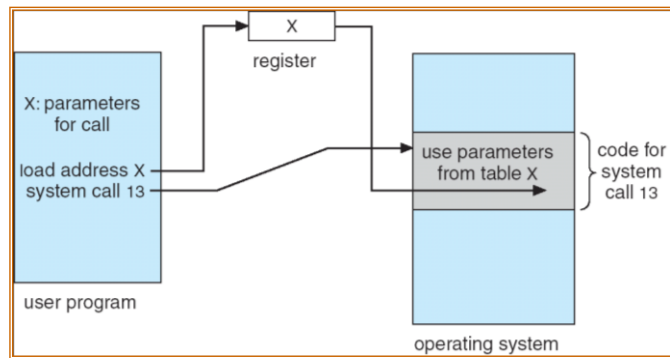 X
register
X: parameters
for call
load address X
system call 13
user program
use parameters
from table X
code for
system
call 13
operating system